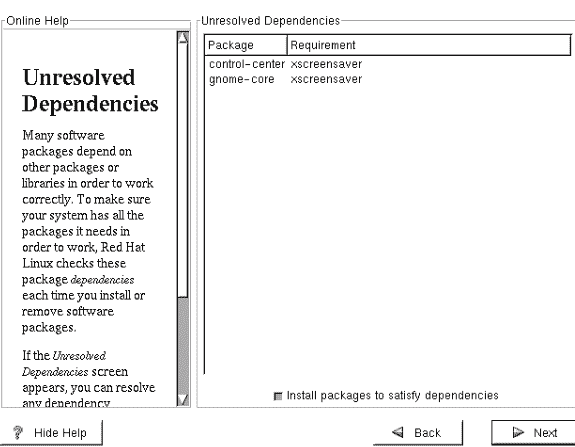 Online Help
Unresolved
Dependencies
Many software
packages depend on
other packages or
libraries in order to work
correctly. To make sure
your system has all the
packages it needs in
order to work, Red Hat
Linux checks these
package dependencies
each time you install or
remove software
packages.
If the Unresolved
Dependencies screen
appears, you can resolve
any dependency
Unresolved Dependencies
Package Requirement
control-center xscreensaver
gnome-core xscreensaver
Install packages to satisfy dependencies
Hide Help
Back
Next